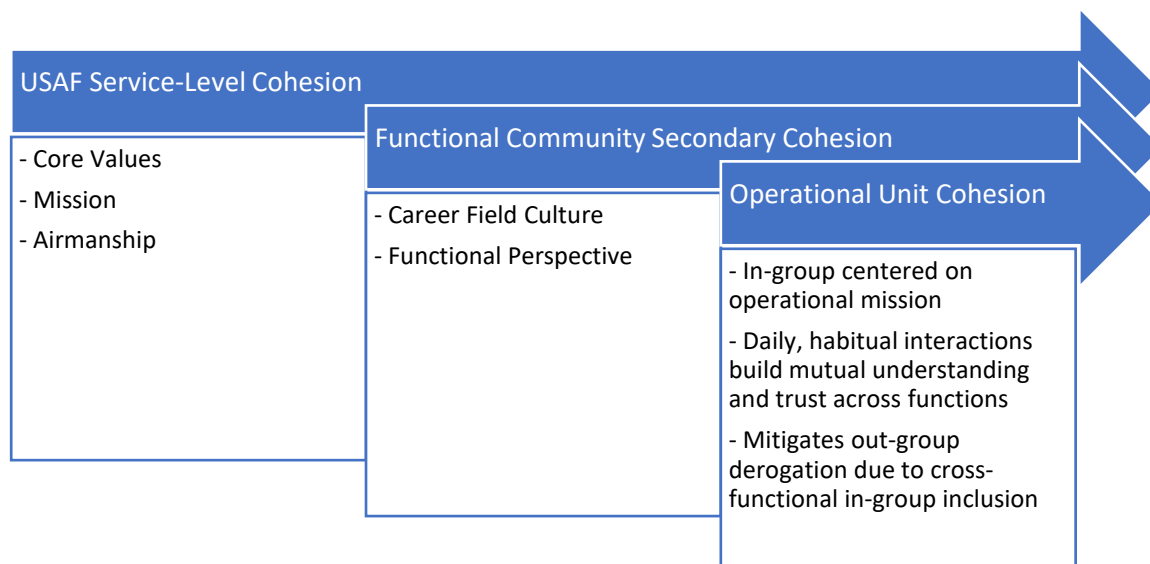 USAF Service-Level Cohesion
- Core Values
- Mission
- Airmanship
Functional Community Secondary Cohesion
- Career Field Culture
- Functional Perspective
Operational Unit Cohesion
- In-group centered on
operational mission
- Daily, habitual interactions
build mutual understanding
and trust across functions
- Mitigates out-group
derogation due to cross-
functional in-group inclusion